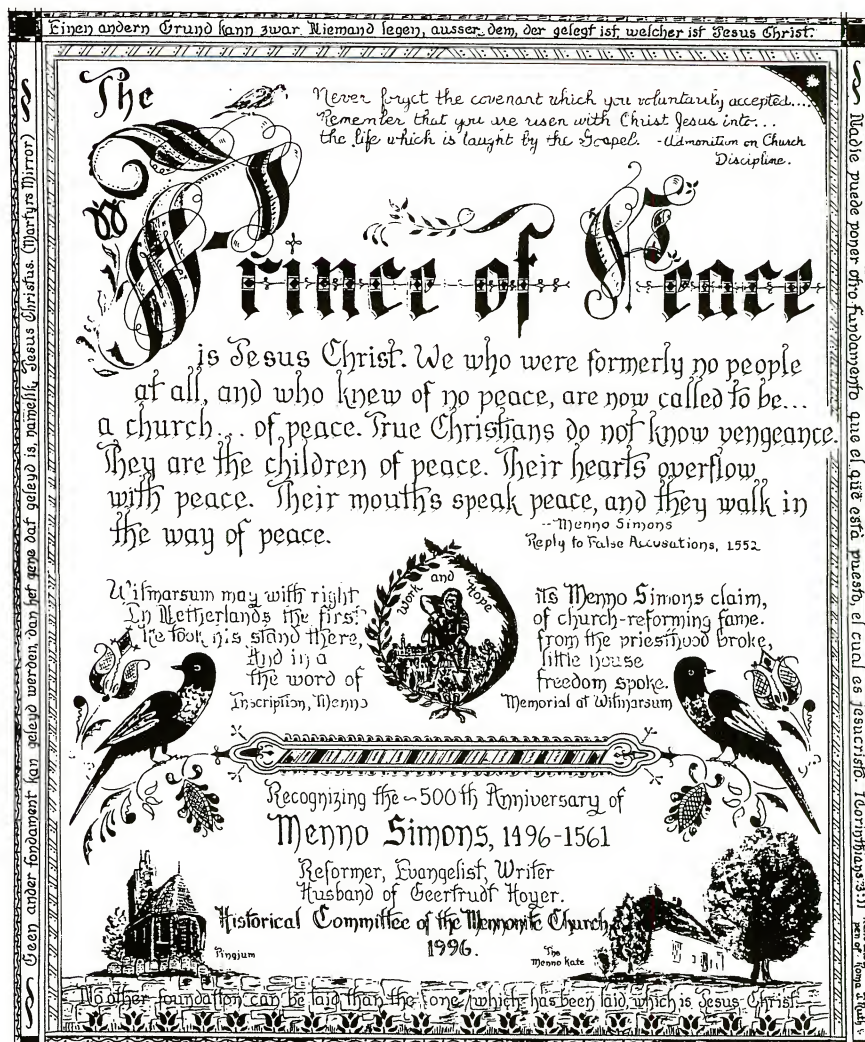 Einen andern Grund kann zwar Niemand legen, ausser dem, der gelegt ist, welcher ist Jesus Christ.
Geen ander fondament kan geleyd werden dan het gene dat geleyd is, namelik, Jesus Christus. (Martyrs Mirror)
Nadie puede poner otro fundamento que el que está puesto, el cual es Jesucristo. I Corinthians 3:11
The
Never forget the covenant which you voluntarily accepted....
Remember that you are risen with Christ Jesus into...
the life which is taught by the Gospel. -Admonition on Church
Discipline.
Prince of Peace
is Jesus Christ. We who were formerly no people
at all, and who knew of no peace, are now called to be...
a church... of peace. True Christians do not know vengeance.
They are the children of peace. Their hearts overflow
with peace. Their mouths speak peace, and they walk in
the way of peace.
--Menno Simons
Reply to False Accusations, 1552
Witmarsum may with right its Menno Simons claim,
In Netherlands the first of church-reforming fame.
He took his stand there, from the priesthood broke,
And in a little house
the word of freedom spoke.
Inscription, Menno Memorial at Witmarsum
Work and Hope
Recognizing the ~ 500th Anniversary of
Menno Simons, 1496-1561
Reformer, Evangelist, Writer
Husband of Geertrudt Hoyer.
Historical Committee of the Mennonite Church,
1996.
Pingjum
The
Menno Kate
No other foundation can be laid than the one which has been laid, which is Jesus Christ.